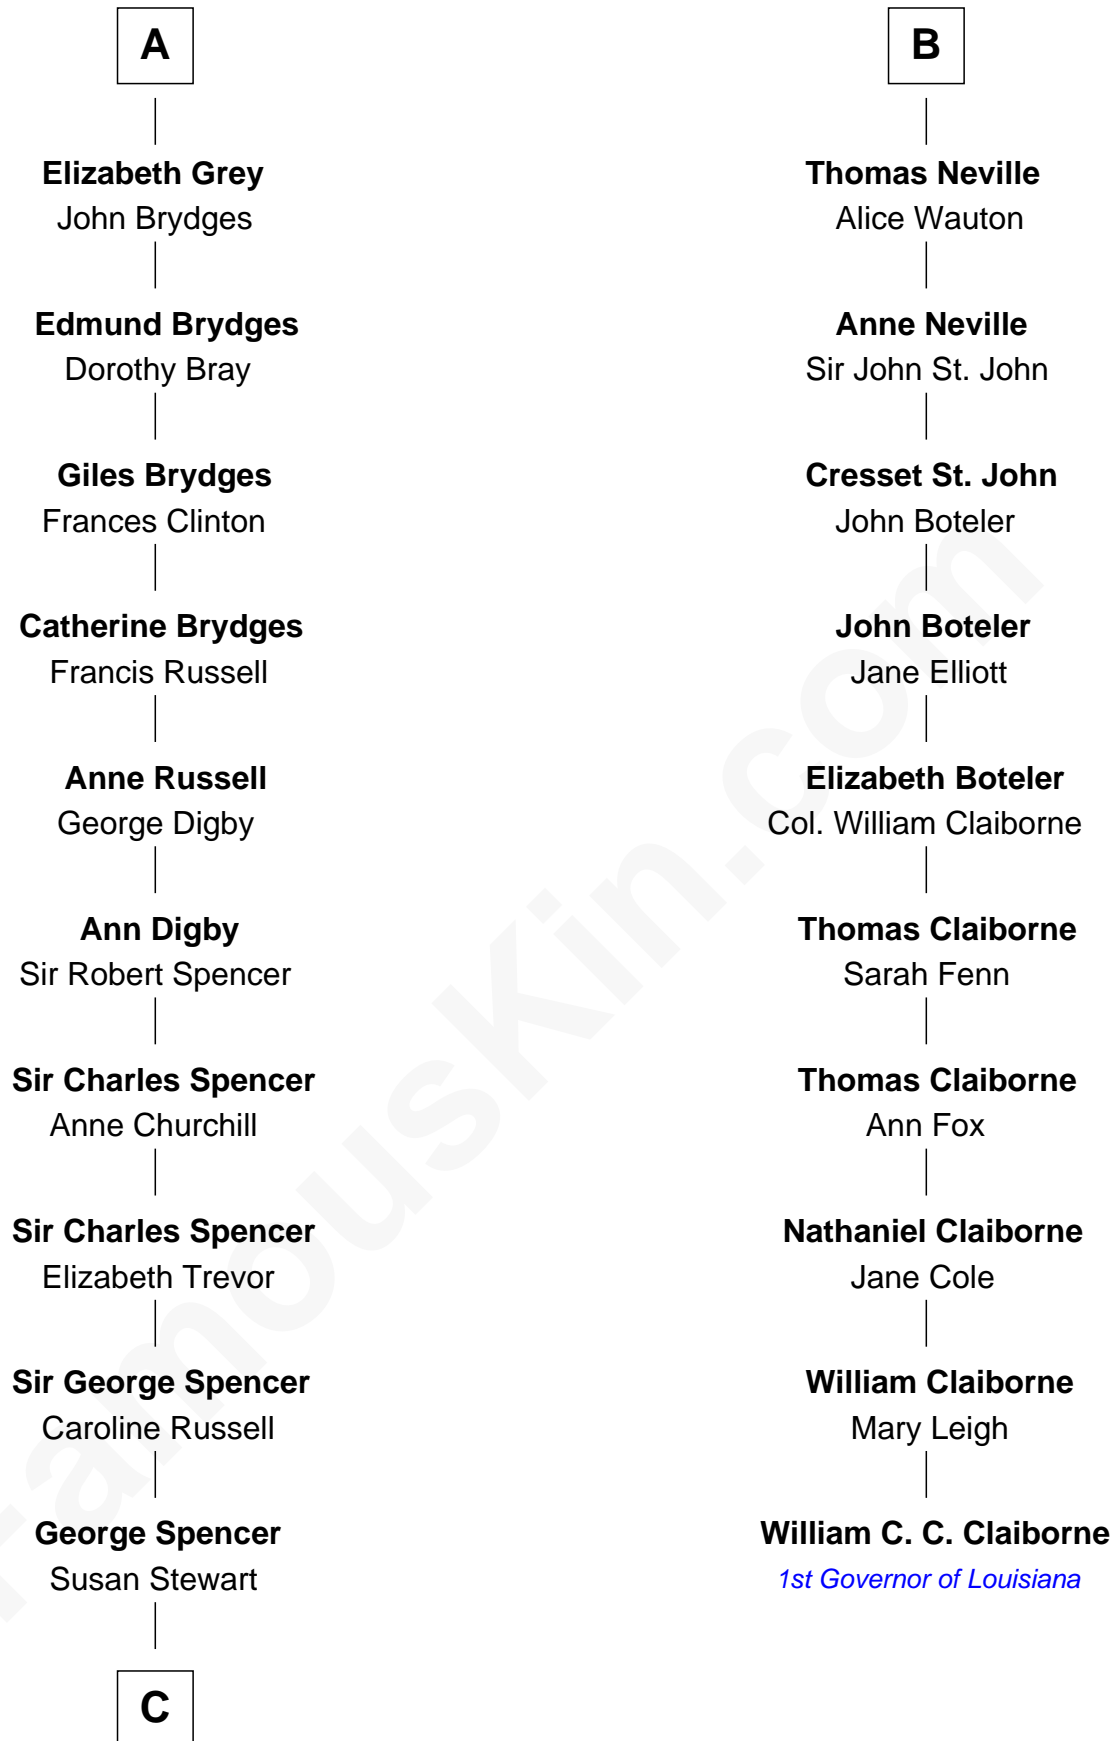 A
Elizabeth Grey
John Brydges
Edmund Brydges
Dorothy Bray
Giles Brydges
Frances Clinton
Catherine Brydges
Francis Russell
Anne Russell
George Digby
Ann Digby
Sir Robert Spencer
Sir Charles Spencer
Anne Churchill
Sir Charles Spencer
Elizabeth Trevor
Sir George Spencer
Caroline Russell
George Spencer
Susan Stewart
C
B
Thomas Neville
Alice Wauton
Anne Neville
Sir John St. John
Cresset St. John
John Boteler
John Boteler
Jane Elliott
Elizabeth Boteler
Col. William Claiborne
Thomas Claiborne
Sarah Fenn
Thomas Claiborne
Ann Fox
Nathaniel Claiborne
Jane Cole
William Claiborne
Mary Leigh
William C. C. Claiborne
1st Governor of Louisiana
FamousKin.com